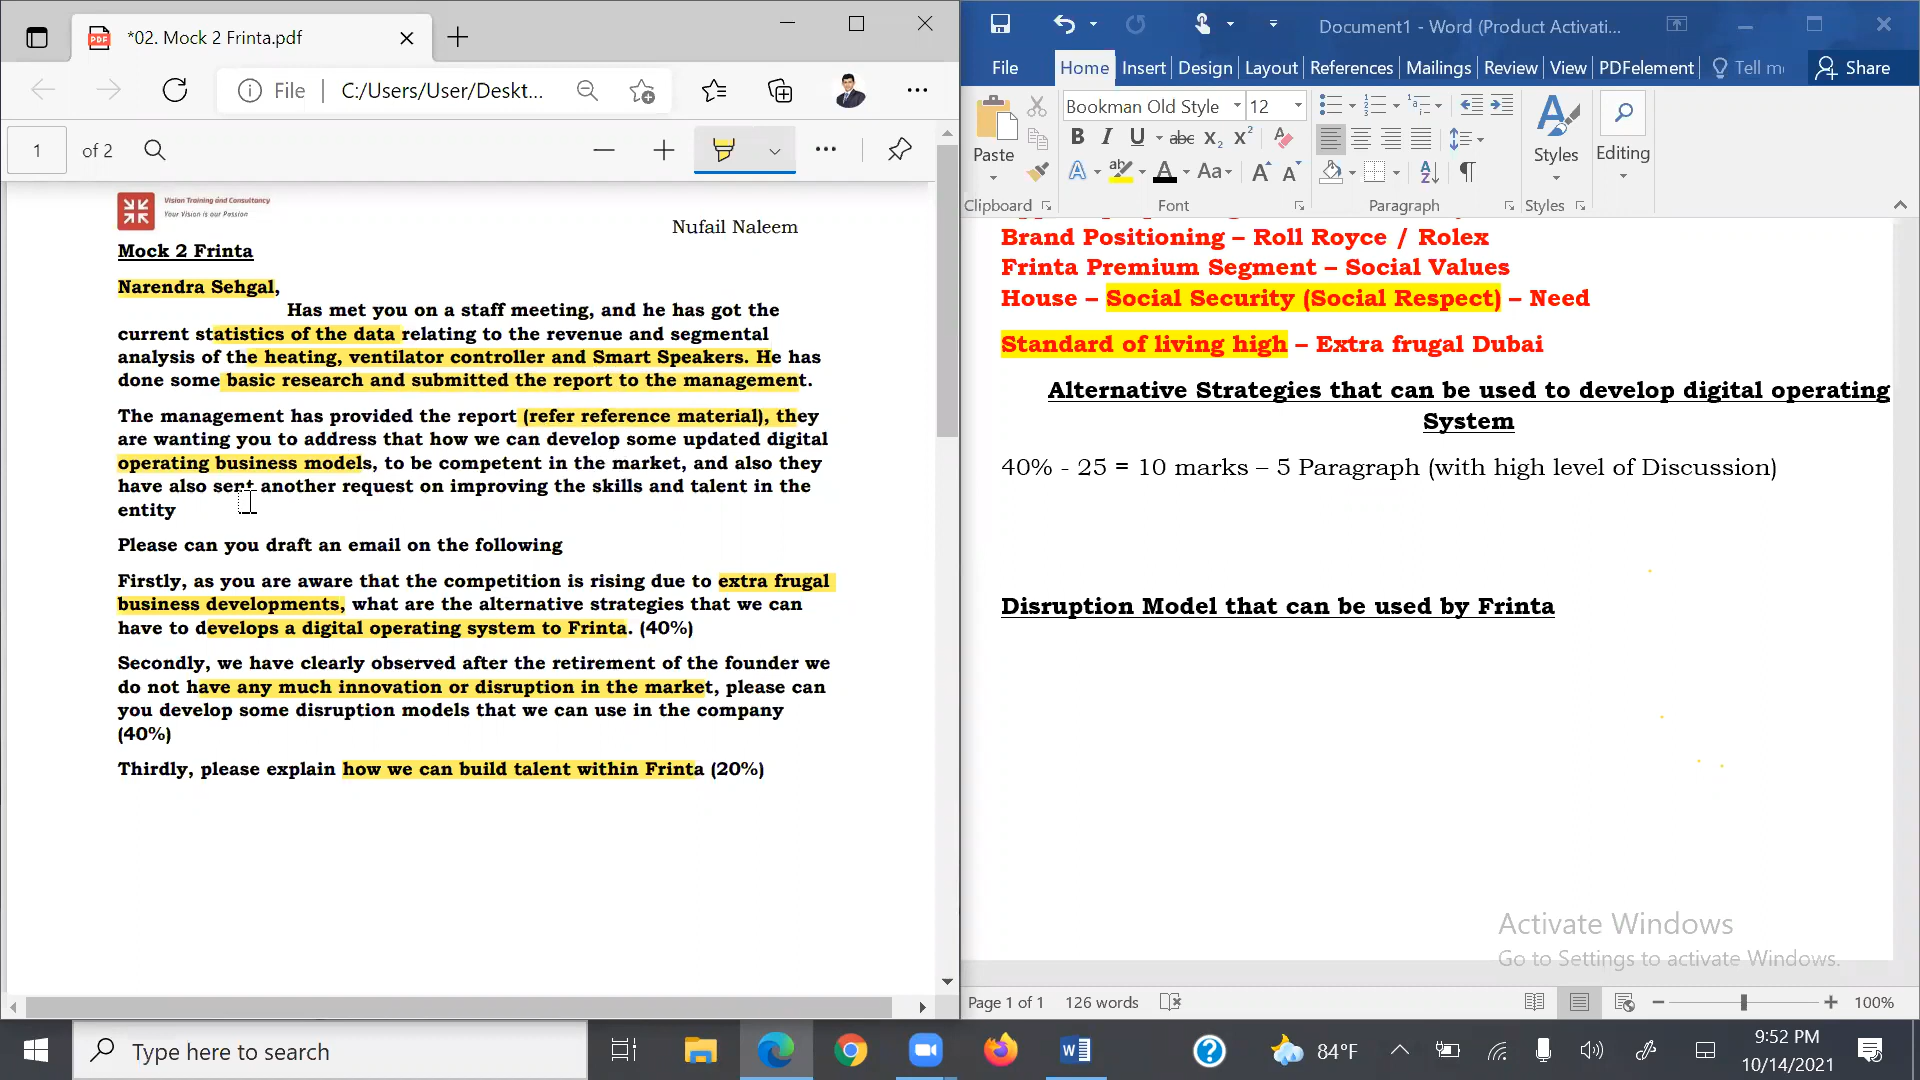 *02. Mock 2 Frinta.pdf
File
C:/Users/User/Deskt...
1
of 2
Vision Training and Consultancy
Your Vision is our Passion
Nufail Naleem
Mock 2 Frinta
Narendra Sehgal,
Has met you on a staff meeting, and he has got the
current statistics of the data relating to the revenue and segmental
analysis of the heating, ventilator controller and Smart Speakers. He has
done some basic research and submitted the report to the management.
The management has provided the report (refer reference material), they
are wanting you to address that how we can develop some updated digital
operating business models, to be competent in the market, and also they
have also sent another request on improving the skills and talent in the
entity
Please can you draft an email on the following
Firstly, as you are aware that the competition is rising due to extra frugal
business developments, what are the alternative strategies that we can
have to develops a digital operating system to Frinta. (40%)
Secondly, we have clearly observed after the retirement of the founder we
do not have any much innovation or disruption in the market, please can
you develop some disruption models that we can use in the company
(40%)
Thirdly, please explain how we can build talent within Frinta (20%)
Document1 - Word (Product Activati...
File
Home
Insert
Design
Layout
References
Mailings
Review
View
PDFelement
Share
Bookman Old Style
12
Paste
Styles
Editing
Clipboard
Font
Paragraph
Styles
Brand Positioning – Roll Royce / Rolex
Frinta Premium Segment – Social Values
House – Social Security (Social Respect) – Need
Standard of living high – Extra frugal Dubai
Alternative Strategies that can be used to develop digital operating
System
40% - 25 = 10 marks – 5 Paragraph (with high level of Discussion)
Disruption Model that can be used by Frinta
Activate Windows
Go to Settings to activate Windows.
Page 1 of 1
126 words
100%
Type here to search
84°F
9:52 PM
10/14/2021